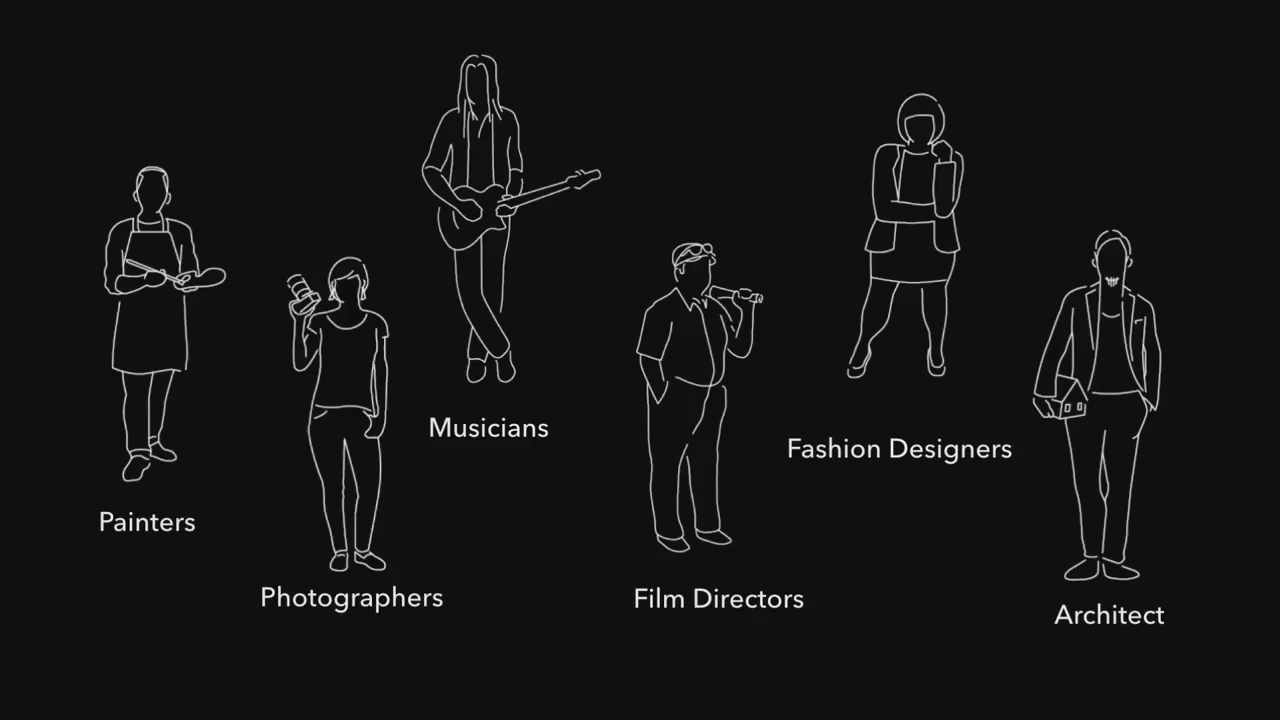 Painters
Photographers
Musicians
Film Directors
Fashion Designers
Architect